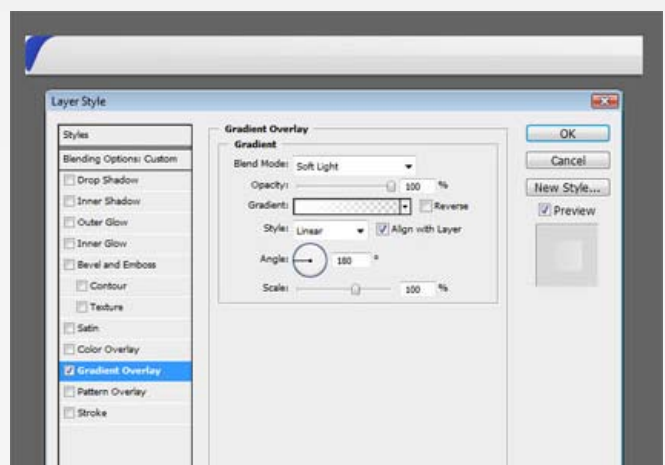 Layer Style
Styles
Blending Options: Custom
Drop Shadow
Inner Shadow
Outer Glow
Inner Glow
Bevel and Emboss
Contour
Texture
Satin
Color Overlay
Gradient Overlay
Pattern Overlay
Stroke
Gradient Overlay
Gradient
Blend Mode: Soft Light
Opacity: 100 %
Gradient: Reverse
Style: Linear Align with Layer
Angle: 180 °
Scale: 100 %
OK
Cancel
New Style...
Preview